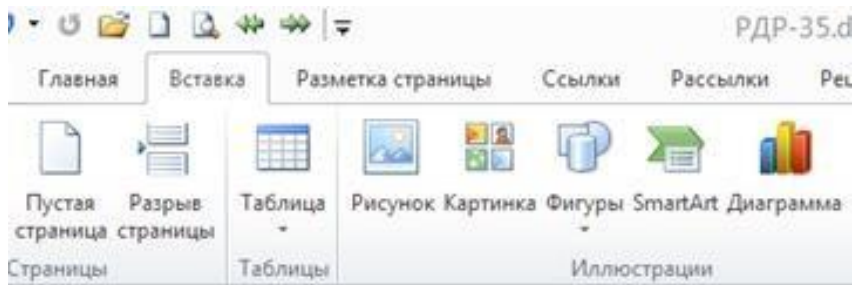 РДР-35.d
Главная Вставка Разметка страницы Ссылки Рассылки Рец
Пустая страница Разрыв страницы Таблица Рисунок Картинка Фигуры SmartArt Диаграмма
Страницы Таблицы Иллюстрации